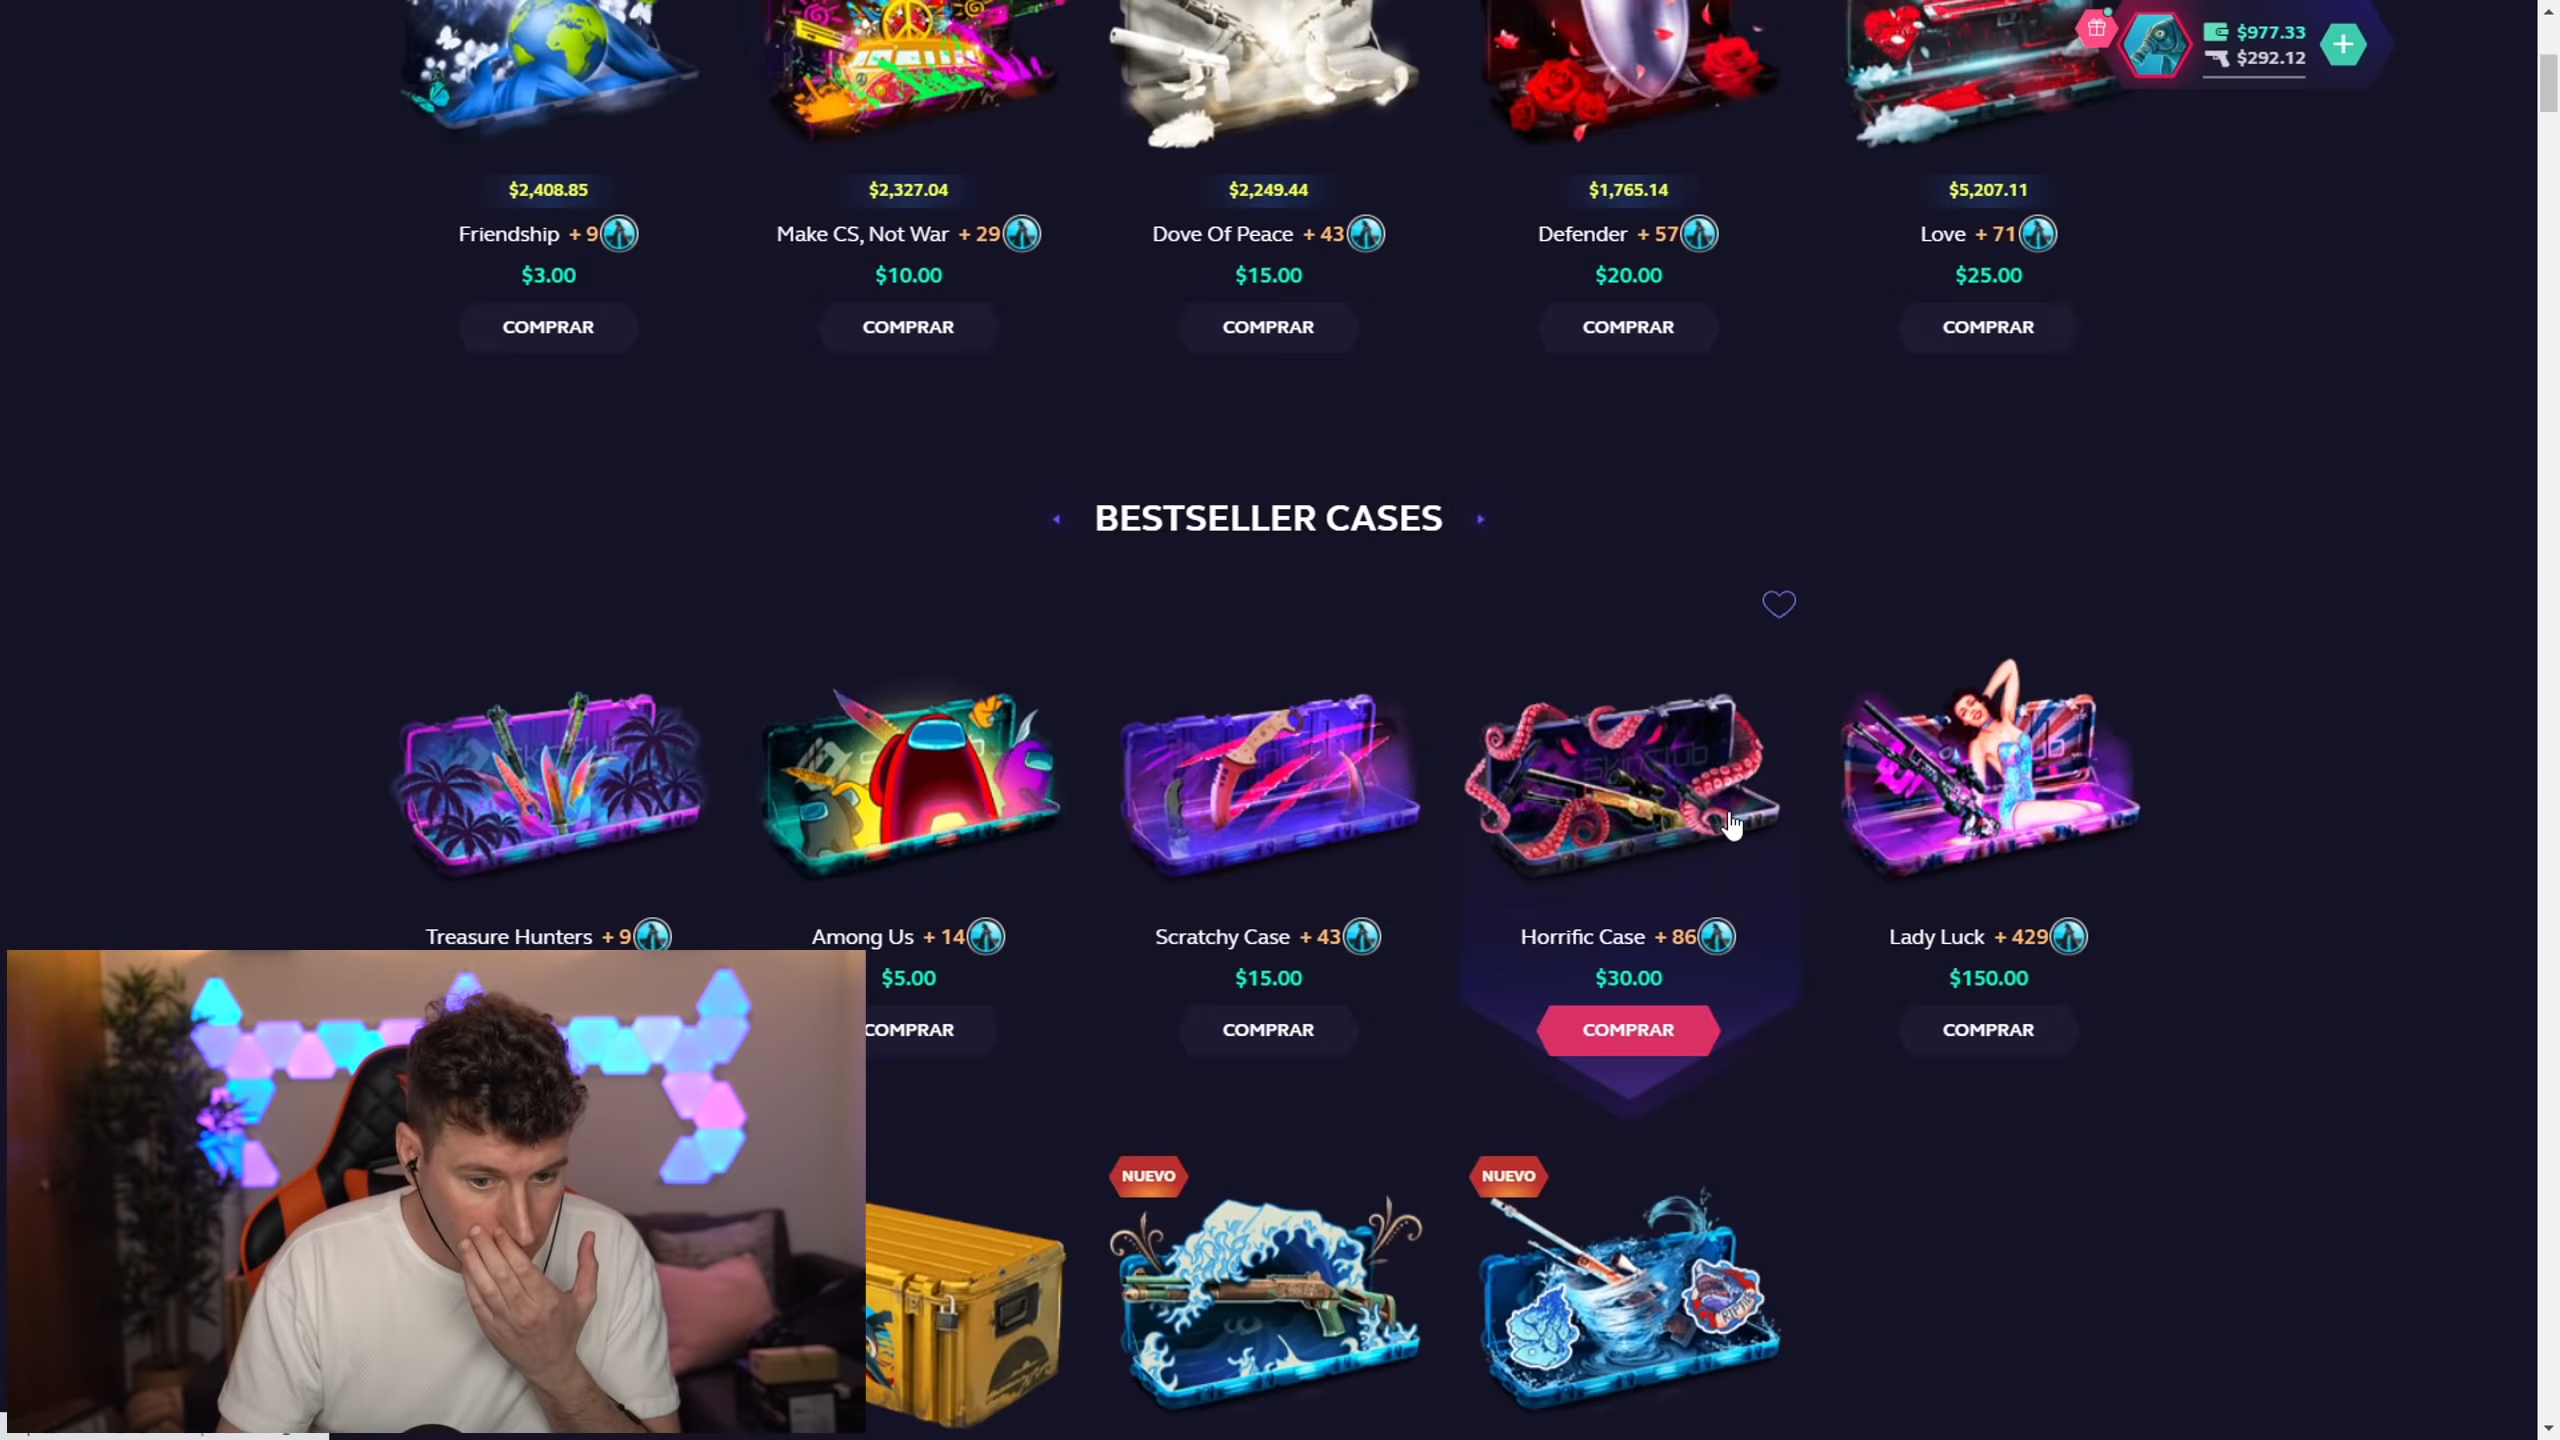 $977.33
$292.12
$2,408.85
$2,327.04
$2,249.44
$1,765.14
$5,207.11
Friendship + 9
Make CS, Not War + 29
Dove Of Peace + 43
Defender + 57
Love + 71
$3.00
$10.00
$15.00
$20.00
$25.00
COMPRAR
COMPRAR
COMPRAR
COMPRAR
COMPRAR
BESTSELLER CASES
skinclub
Treasure Hunters + 9
Among Us + 14
Scratchy Case + 43
Horrific Case + 86
Lady Luck + 429
$5.00
$15.00
$30.00
$150.00
COMPRAR
COMPRAR
COMPRAR
COMPRAR
NUEVO
NUEVO